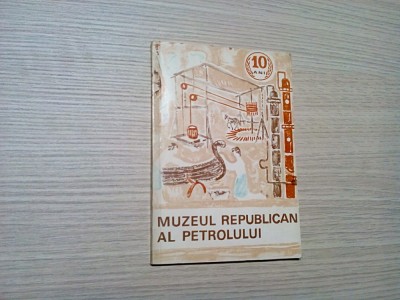 10
ANI
MUZEUL REPUBLICAN
AL PETROLULUI